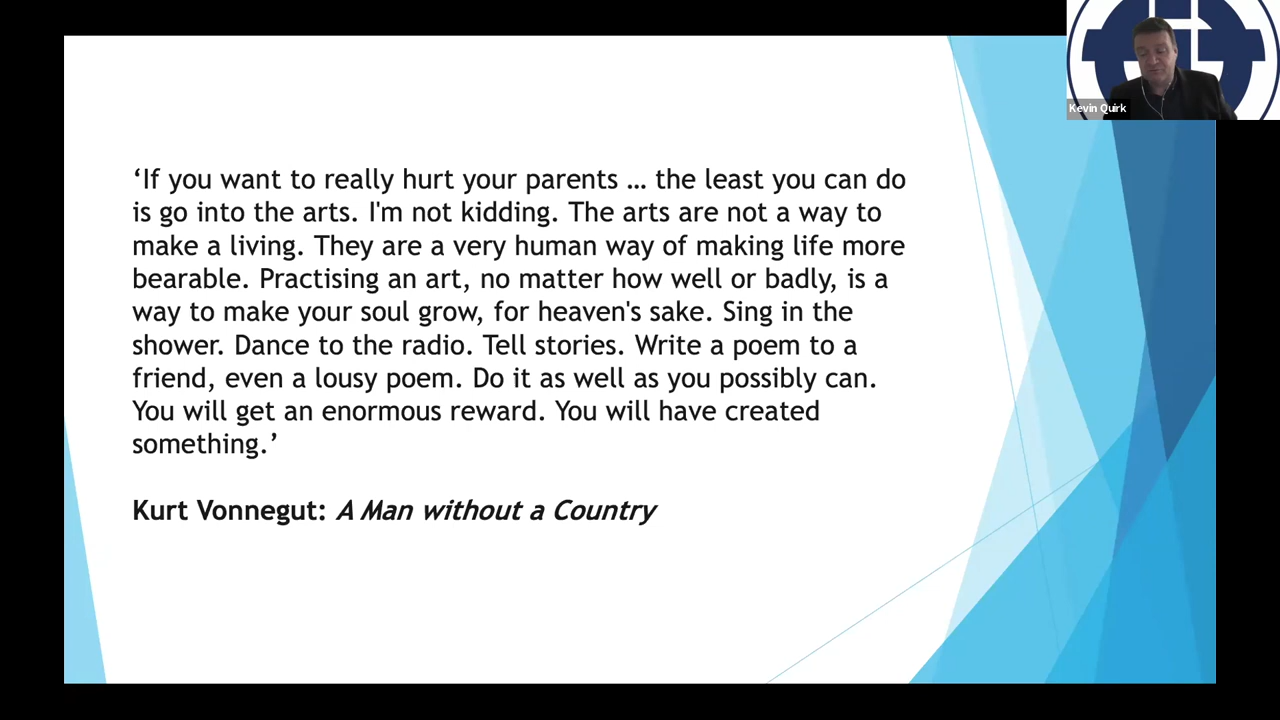 Kevin Quirk
‘If you want to really hurt your parents … the least you can do
is go into the arts. I'm not kidding. The arts are not a way to
make a living. They are a very human way of making life more
bearable. Practising an art, no matter how well or badly, is a
way to make your soul grow, for heaven's sake. Sing in the
shower. Dance to the radio. Tell stories. Write a poem to a
friend, even a lousy poem. Do it as well as you possibly can.
You will get an enormous reward. You will have created
something.’
Kurt Vonnegut: A Man without a Country